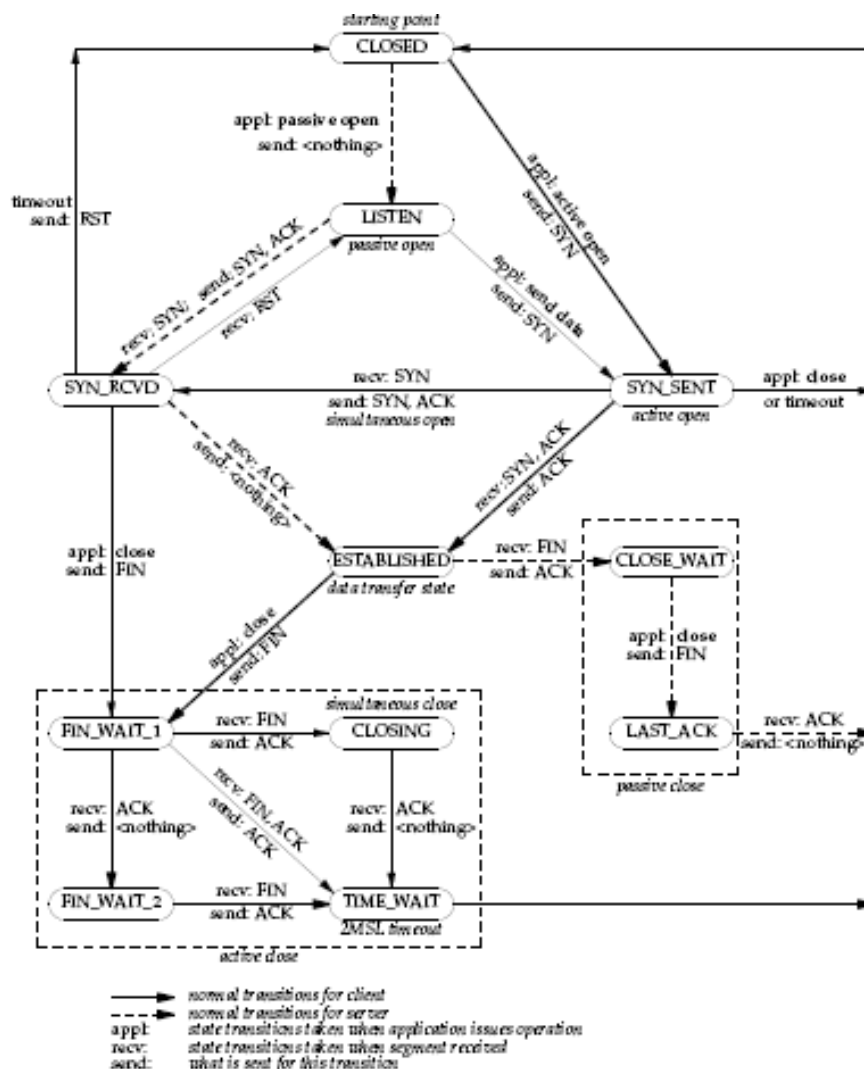 starting point
CLOSED
appl: passive open
send: <nothing>
timeout
send: RST
LISTEN
passive open
appl: active open
send: SYN
recv: SYN; send: SYN, ACK
recv: RST
appl: send data
send: SYN
SYN_RCVD
recv: SYN
send: SYN, ACK
simultaneous open
SYN_SENT
active open
appl: close
or timeout
recv: ACK
send: <nothing>
recv: SYN, ACK
send: ACK
appl: close
send: FIN
ESTABLISHED
data transfer state
recv: FIN
send: ACK
CLOSE_WAIT
appl: close
send: FIN
appl: close
send: FIN
simultaneous close
FIN_WAIT_1
recv: FIN
send: ACK
CLOSING
LAST_ACK
recv: ACK
send: <nothing>
passive close
recv: ACK
send: <nothing>
recv: FIN, ACK
send: ACK
recv: ACK
send: <nothing>
FIN_WAIT_2
recv: FIN
send: ACK
TIME_WAIT
2MSL timeout
active close
normal transitions for client
normal transitions for server
appl: state transitions taken when application issues operation
recv: state transitions taken when segment received
send: what is sent for this transition